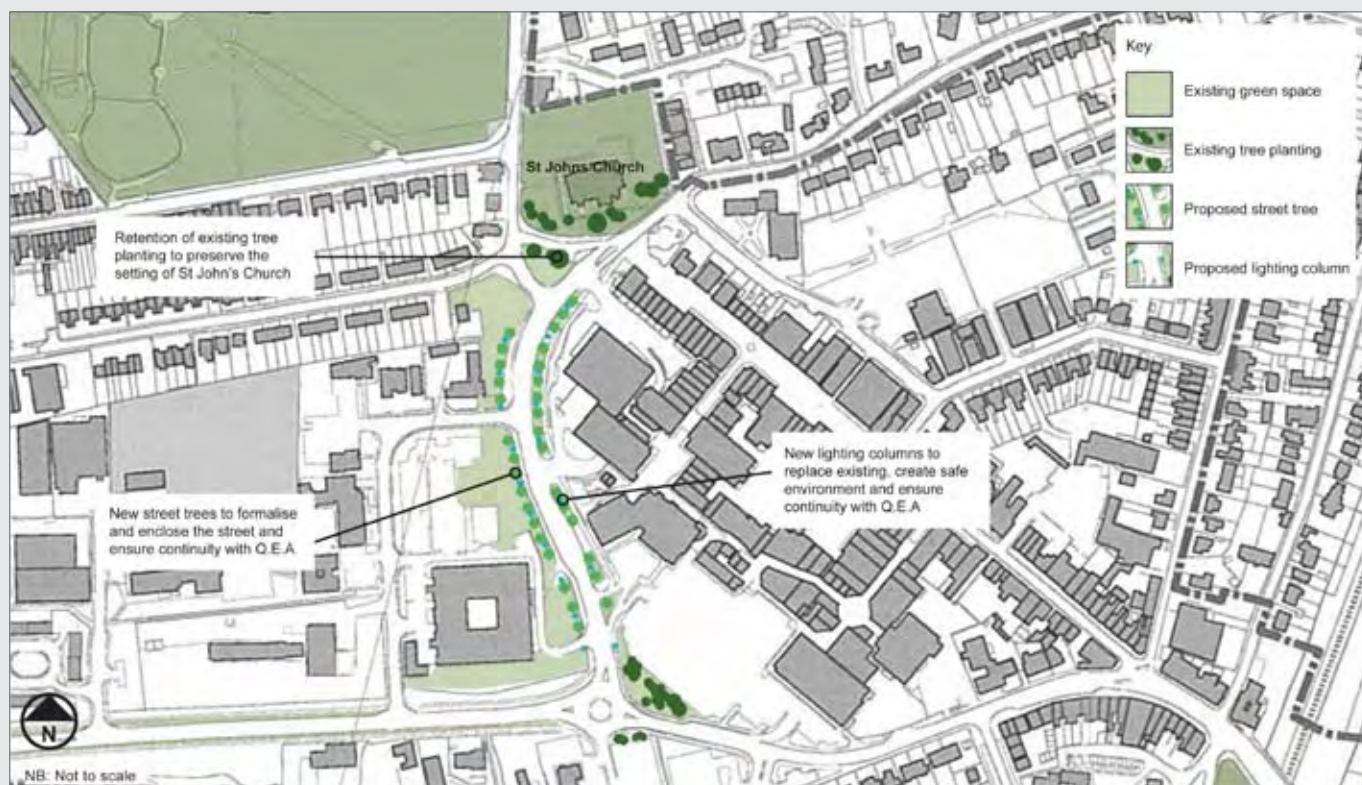 Key
Existing green space
Existing tree planting
Proposed street tree
Proposed lighting column
St Johns Church
Retention of existing tree
planting to preserve the
setting of St John's Church
New lighting columns to
replace existing, create safe
environment and ensure
continuity with Q.E.A
New street trees to formalise
and enclose the street and
ensure continuity with Q.E.A
N
NB: Not to scale